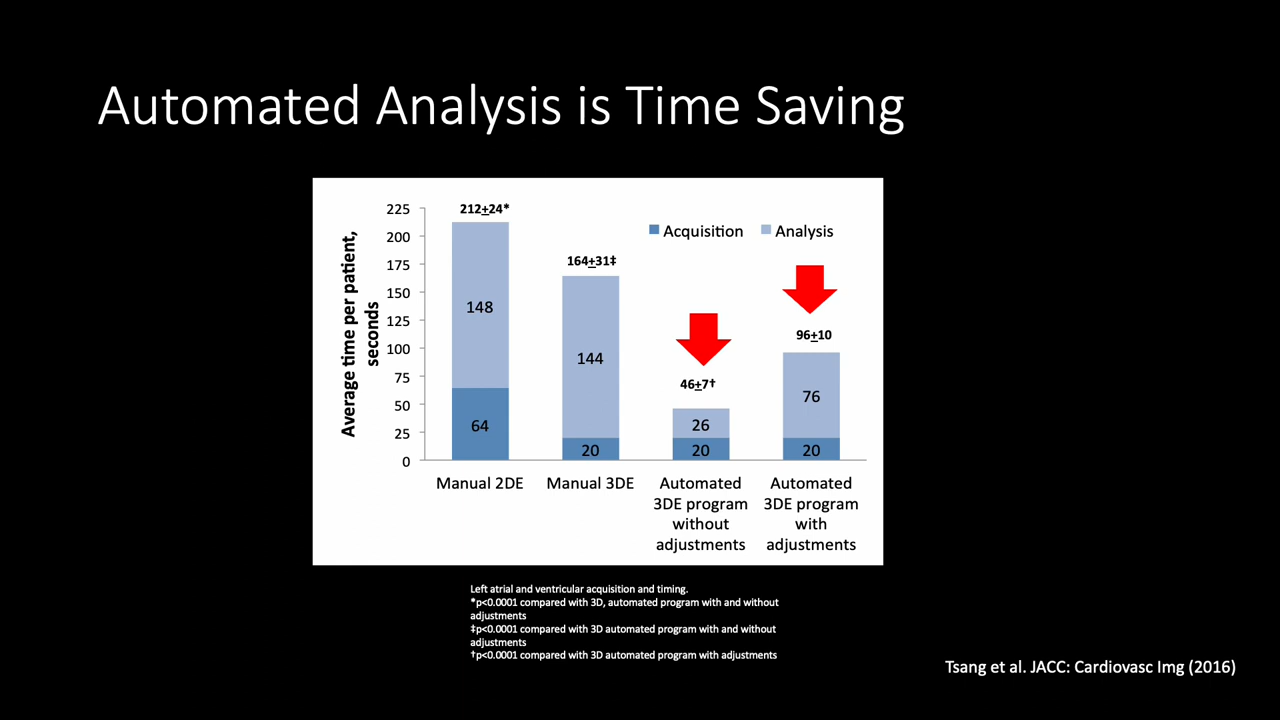 Automated Analysis is Time Saving
225
200
175
150
125
100
75
50
25
0
Average time per patient,
seconds
212±24*
148
64
164±31‡
144
20
46±7†
26
20
96±10
76
20
Acquisition
Analysis
Manual 2DE
Manual 3DE
Automated
3DE program
without
adjustments
Automated
3DE program
with
adjustments
Left atrial and ventricular acquisition and timing.
*p<0.0001 compared with 3D, automated program with and without
adjustments
‡p<0.0001 compared with 3D automated program with and without
adjustments
†p<0.0001 compared with 3D automated program with adjustments
Tsang et al. JACC: Cardiovasc Img (2016)